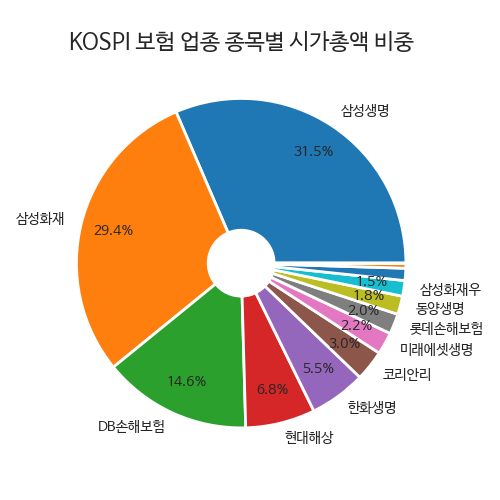 KOSPI 보험 업종 종목별 시가총액 비중
삼성생명
31.5%
삼성화재
29.4%
1.5%
삼성화재우
1.8%
동양생명
2.0%
롯데손해보험
2.2%
미래에셋생명
3.0%
코리안리
14.6%
5.5%
6.8%
한화생명
DB손해보험
현대해상